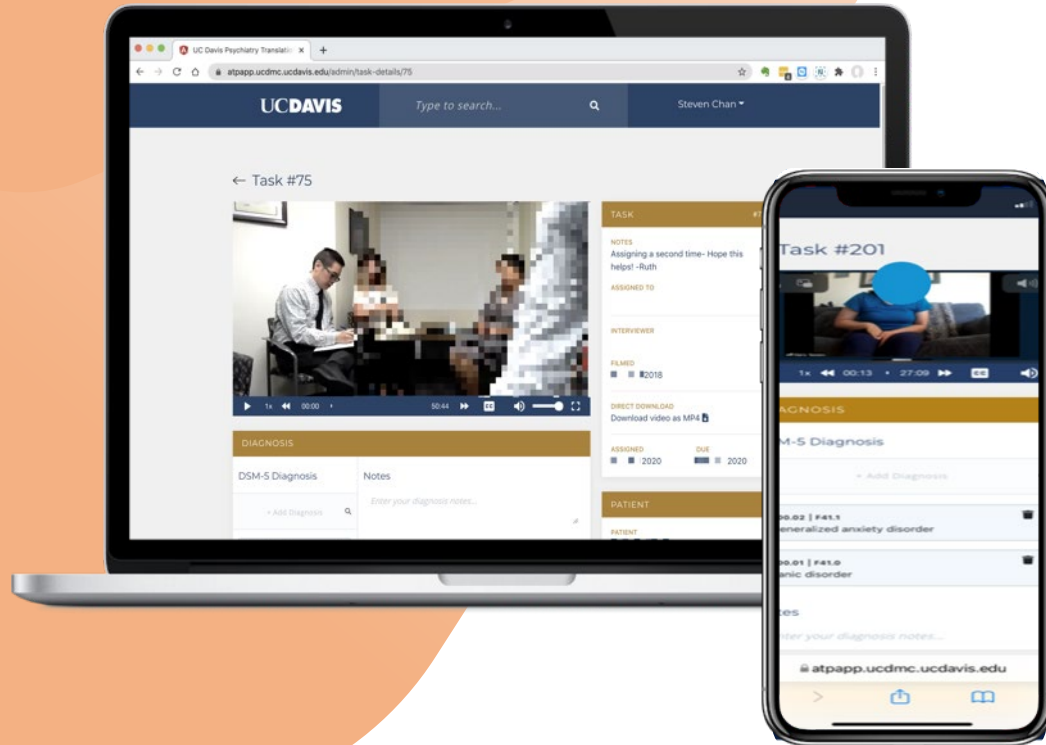 UC Davis Psychiatry Translatio
atpapp.ucdmc.ucdavis.edu/admin/task-details/75
UCDAVIS
Type to search...
Steven Chan
← Task #75
1x 00:00
50:44
cc
TASK
NOTES
Assigning a second time- Hope this
helps! -Ruth
ASSIGNED TO
INTERVIEWER
FILMED
2018
DIRECT DOWNLOAD
Download video as MP4
ASSIGNED DUE
2020 2020
PATIENT
PATIENT
DIAGNOSIS
DSM-5 Diagnosis
+ Add Diagnosis
Notes
Enter your diagnosis notes...
Task #201
1x 00:13 • 27:09 cc
AGNOSIS
M-5 Diagnosis
+ Add Diagnosis
00.02 | F41.1
eneralized anxiety disorder
00.01 | F41.0
anic disorder
tes
nter your diagnosis notes...
atpapp.ucdmc.ucdavis.edu